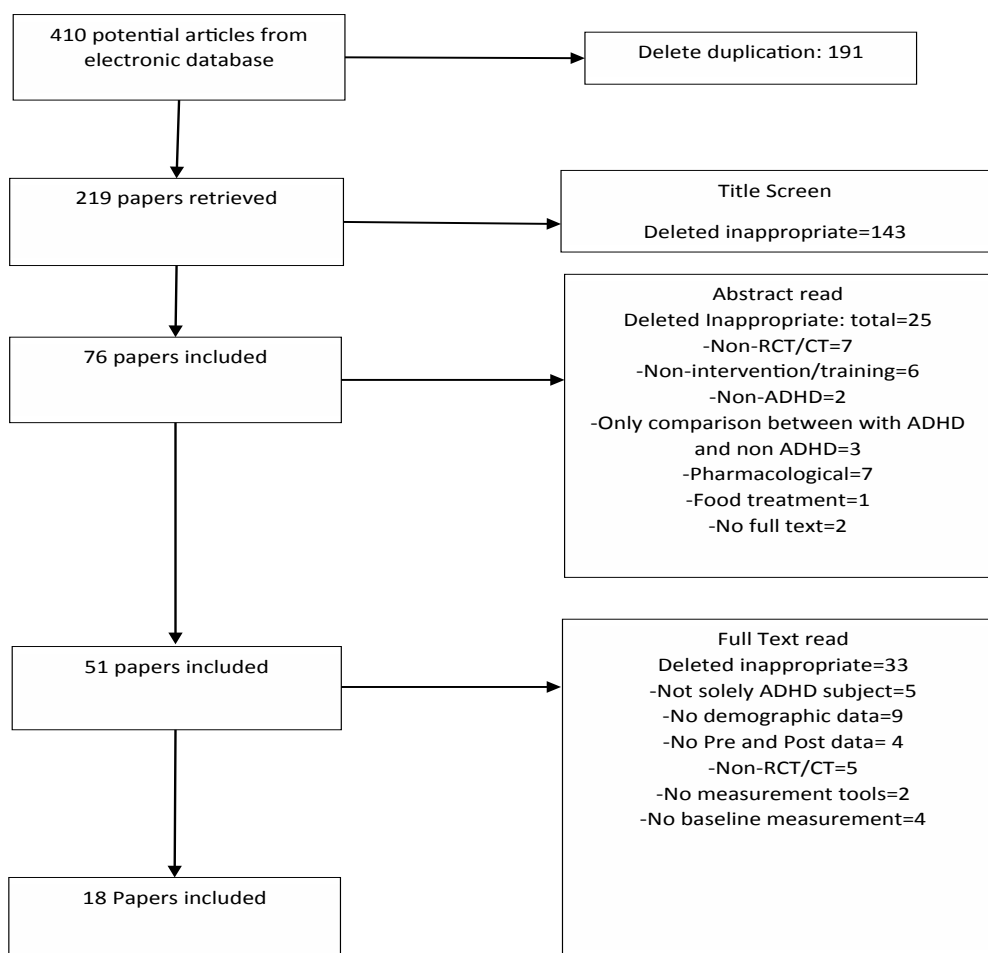 410 potential articles from
electronic database
Delete duplication: 191
219 papers retrieved
Title Screen
Deleted inappropriate=143
76 papers included
Abstract read
Deleted Inappropriate: total=25
-Non-RCT/CT=7
-Non-intervention/training=6
-Non-ADHD=2
-Only comparison between with ADHD
and non ADHD=3
-Pharmacological=7
-Food treatment=1
-No full text=2
51 papers included
Full Text read
Deleted inappropriate=33
-Not solely ADHD subject=5
-No demographic data=9
-No Pre and Post data= 4
-Non-RCT/CT=5
-No measurement tools=2
-No baseline measurement=4
18 Papers included